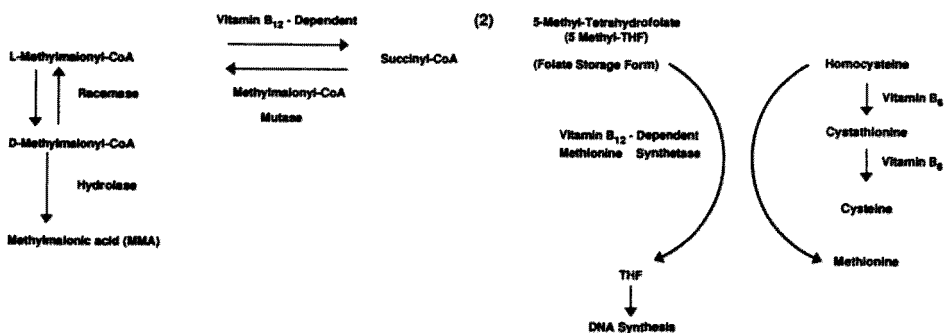 Vitamin B12 - Dependent
L-Methylmalonyl-CoA
Succinyl-CoA
Methylmalonyl-CoA
Mutase
Racemase
D-Methylmalonyl-CoA
Hydrolase
Methylmalonic acid (MMA)
(2)
5-Methyl-Tetrahydrofolate
(5 Methyl-THF)
(Folate Storage Form)
Homocysteine
Vitamin B6
Vitamin B12 - Dependent
Methionine Synthetase
Cystathionine
Vitamin B6
Cysteine
Methionine
THF
DNA Synthesis